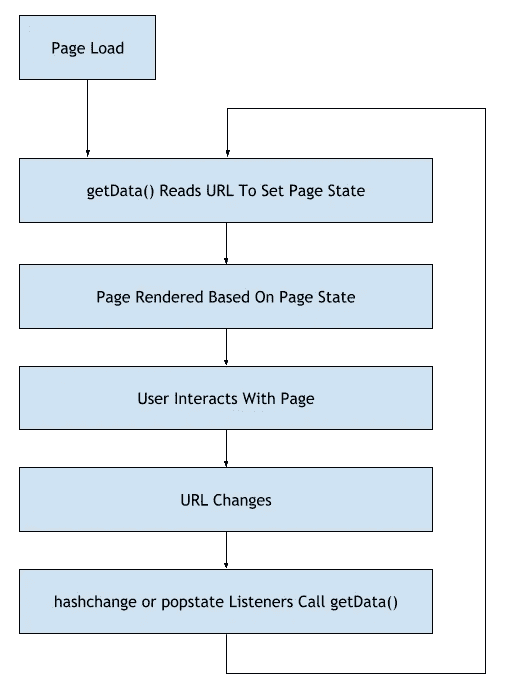 Page Load
getData() Reads URL To Set Page State
Page Rendered Based On Page State
User Interacts With Page
URL Changes
hashchange or popstate Listeners Call getData()